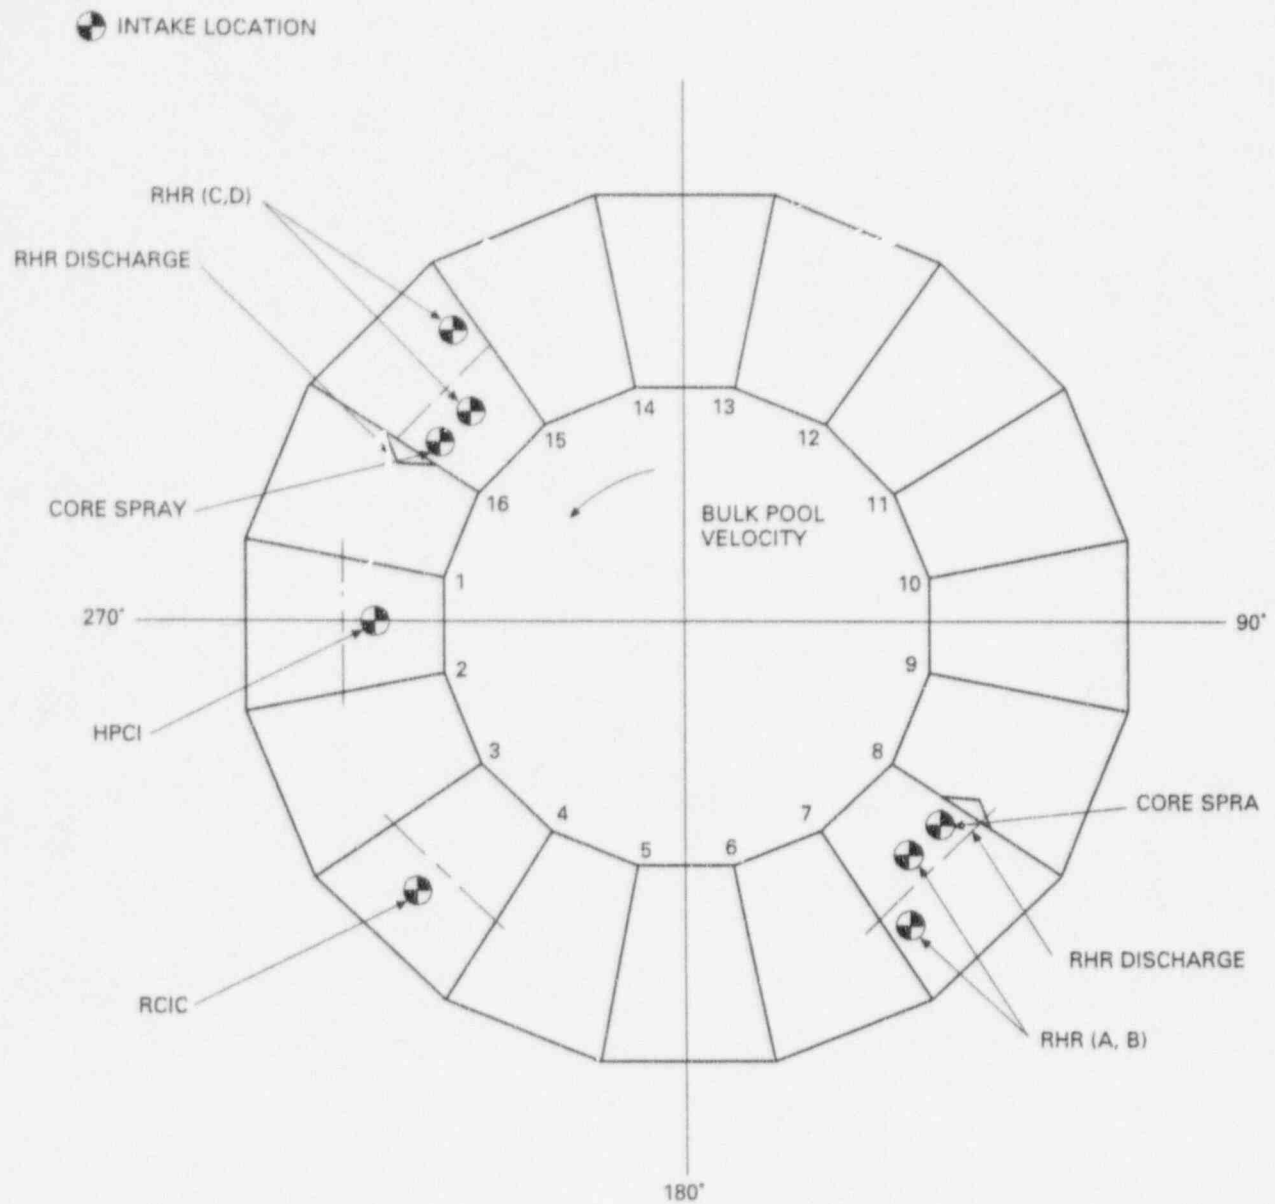 INTAKE LOCATION
RHR (C,D)
RHR DISCHARGE
14
13
15
12
CORE SPRAY
16
11
BULK POOL
VELOCITY
1
10
270°
90°
2
9
HPCI
3
8
CORE SPRA
4
7
5
6
RHR DISCHARGE
RCIC
RHR (A, B)
180°